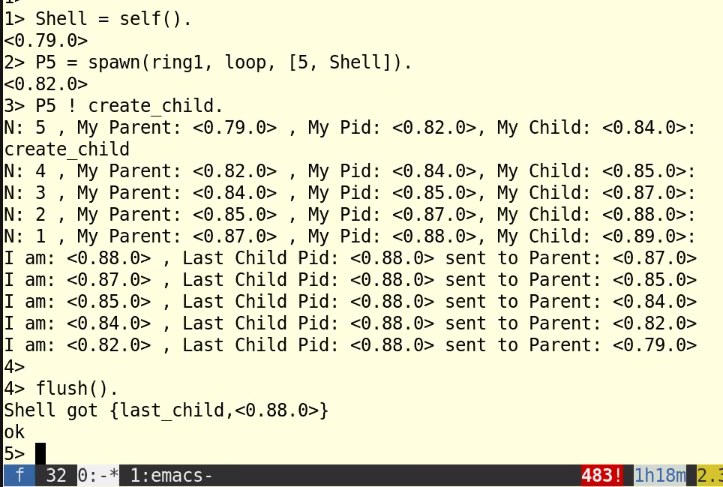 1> Shell = self().
<0.79.0>
2> P5 = spawn(ring1, loop, [5, Shell]).
<0.82.0>
3> P5 ! create_child.
N: 5 , My Parent: <0.79.0> , My Pid: <0.82.0>, My Child: <0.84.0>:
create_child
N: 4 , My Parent: <0.82.0> , My Pid: <0.84.0>, My Child: <0.85.0>:
N: 3 , My Parent: <0.84.0> , My Pid: <0.85.0>, My Child: <0.87.0>:
N: 2 , My Parent: <0.85.0> , My Pid: <0.87.0>, My Child: <0.88.0>:
N: 1 , My Parent: <0.87.0> , My Pid: <0.88.0>, My Child: <0.89.0>:
I am: <0.88.0> , Last Child Pid: <0.88.0> sent to Parent: <0.87.0>
I am: <0.87.0> , Last Child Pid: <0.88.0> sent to Parent: <0.85.0>
I am: <0.85.0> , Last Child Pid: <0.88.0> sent to Parent: <0.84.0>
I am: <0.84.0> , Last Child Pid: <0.88.0> sent to Parent: <0.82.0>
I am: <0.82.0> , Last Child Pid: <0.88.0> sent to Parent: <0.79.0>
4>
4> flush().
Shell got {last_child,<0.88.0>}
ok
5>
f 32 0:-* 1:emacs- 483! 1h18m 2.3